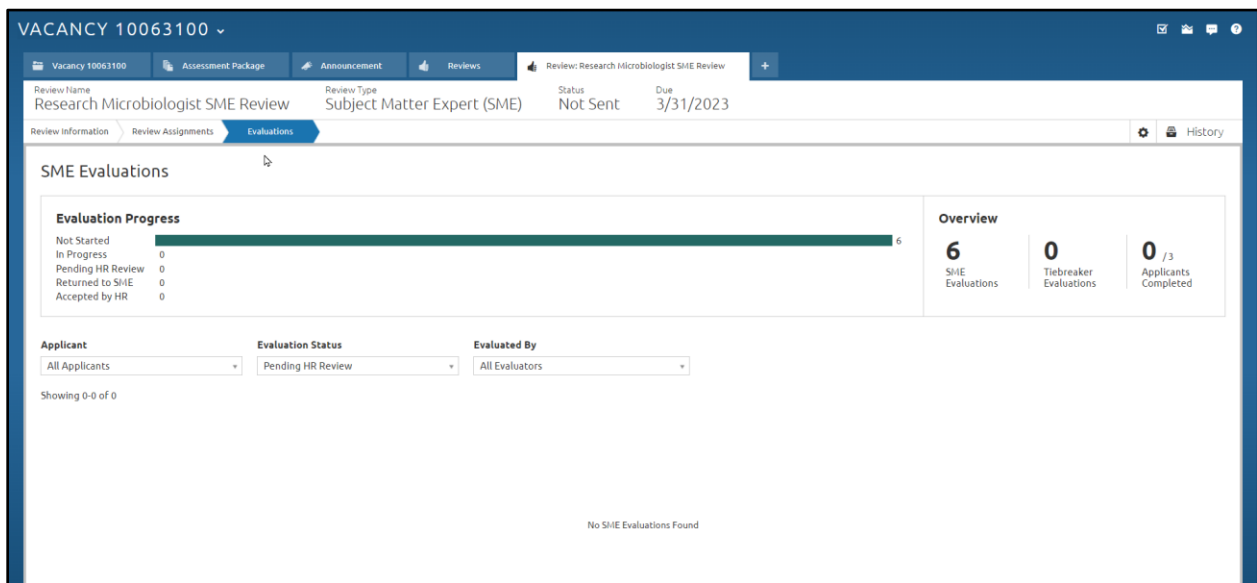 VACANCY 10063100
Vacancy 10063100 Assessment Package Announcement Reviews Review: Research Microbiologist SME Review +
Review Name Review Type Status Due
Research Microbiologist SME Review Subject Matter Expert (SME) Not Sent 3/31/2023
Review Information Review Assignments Evaluations History
SME Evaluations
Evaluation Progress
Not Started 6
In Progress 0
Pending HR Review 0
Returned to SME 0
Accepted by HR 0
Overview
6 0 0 /3
SME Tiebreaker Applicants
Evaluations Evaluations Completed
Applicant Evaluation Status Evaluated By
All Applicants Pending HR Review All Evaluators
Showing 0-0 of 0
No SME Evaluations Found